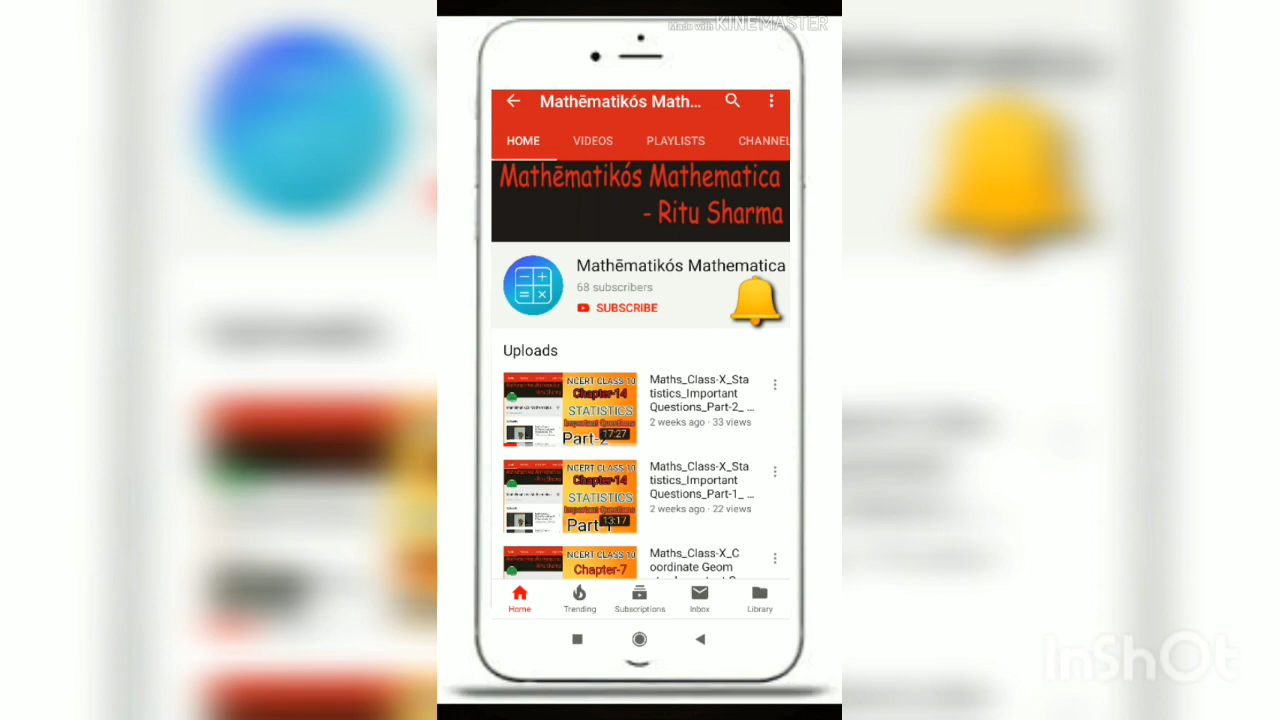 Made with KINEMASTER
Mathēmatikós Math...
HOME VIDEOS PLAYLISTS CHANNEL
Mathēmatikós Mathematica
- Ritu Sharma
Mathēmatikós Mathematica
68 subscribers
SUBSCRIBE
Uploads
NCERT CLASS 10
Chapter-14
STATISTICS
Important Questions
Part-2
17:27
Maths_Class-X_Sta
tistics_Important
Questions_Part-2_ ...
2 weeks ago · 33 views
NCERT CLASS 10
Chapter-14
STATISTICS
Important Questions
Part-1
13:17
Maths_Class-X_Sta
tistics_Important
Questions_Part-1_ ...
2 weeks ago · 22 views
NCERT CLASS 10
Chapter-7
Maths_Class-X_C
oordinate Geom
Home Trending Subscriptions Inbox Library
InShOt